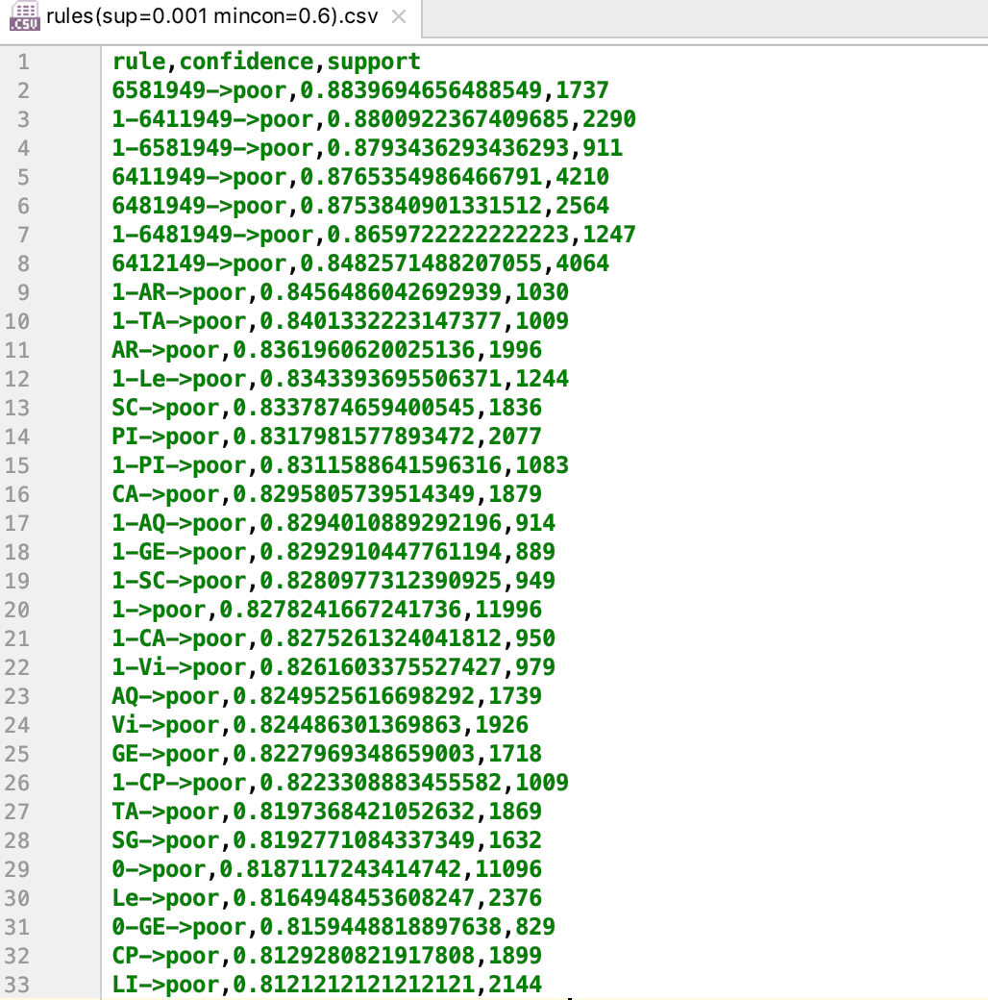 .CSV rules(sup=0.001 mincon=0.6).csv ×
1 rule,confidence,support
2 6581949->poor,0.8839694656488549,1737
3 1-6411949->poor,0.8800922367409685,2290
4 1-6581949->poor,0.8793436293436293,911
5 6411949->poor,0.8765354986466791,4210
6 6481949->poor,0.8753840901331512,2564
7 1-6481949->poor,0.8659722222222223,1247
8 6412149->poor,0.8482571488207055,4064
9 1-AR->poor,0.8456486042692939,1030
10 1-TA->poor,0.8401332223147377,1009
11 AR->poor,0.8361960620025136,1996
12 1-Le->poor,0.8343393695506371,1244
13 SC->poor,0.8337874659400545,1836
14 PI->poor,0.8317981577893472,2077
15 1-PI->poor,0.8311588641596316,1083
16 CA->poor,0.8295805739514349,1879
17 1-AQ->poor,0.8294010889292196,914
18 1-GE->poor,0.8292910447761194,889
19 1-SC->poor,0.8280977312390925,949
20 1->poor,0.8278241667241736,11996
21 1-CA->poor,0.8275261324041812,950
22 1-Vi->poor,0.8261603375527427,979
23 AQ->poor,0.8249525616698292,1739
24 Vi->poor,0.824486301369863,1926
25 GE->poor,0.8227969348659003,1718
26 1-CP->poor,0.8223308883455582,1009
27 TA->poor,0.8197368421052632,1869
28 SG->poor,0.8192771084337349,1632
29 0->poor,0.8187117243414742,11096
30 Le->poor,0.8164948453608247,2376
31 0-GE->poor,0.8159448818897638,829
32 CP->poor,0.8129280821917808,1899
33 LI->poor,0.8121212121212121,2144